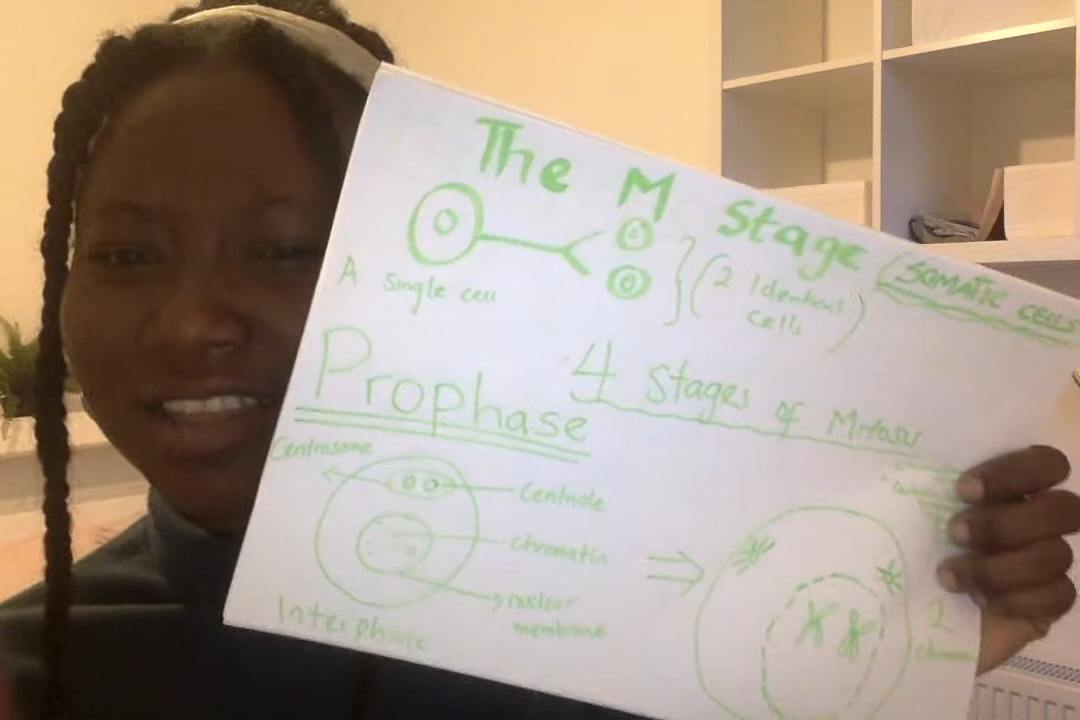 The M Stage (SOMATIC CELLS
A single cell
(2 Identical
cells)
4 Stages of Mitosis
Prophase
Centrosome
Centriole
chromatin
nuclear
membrane
Interphase
2